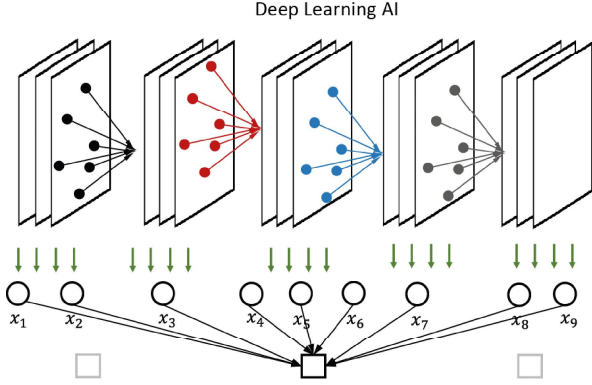 Deep Learning AI
x₁ x₂ x₃ x₄ x₅ x₆ x₇ x₈ x₉